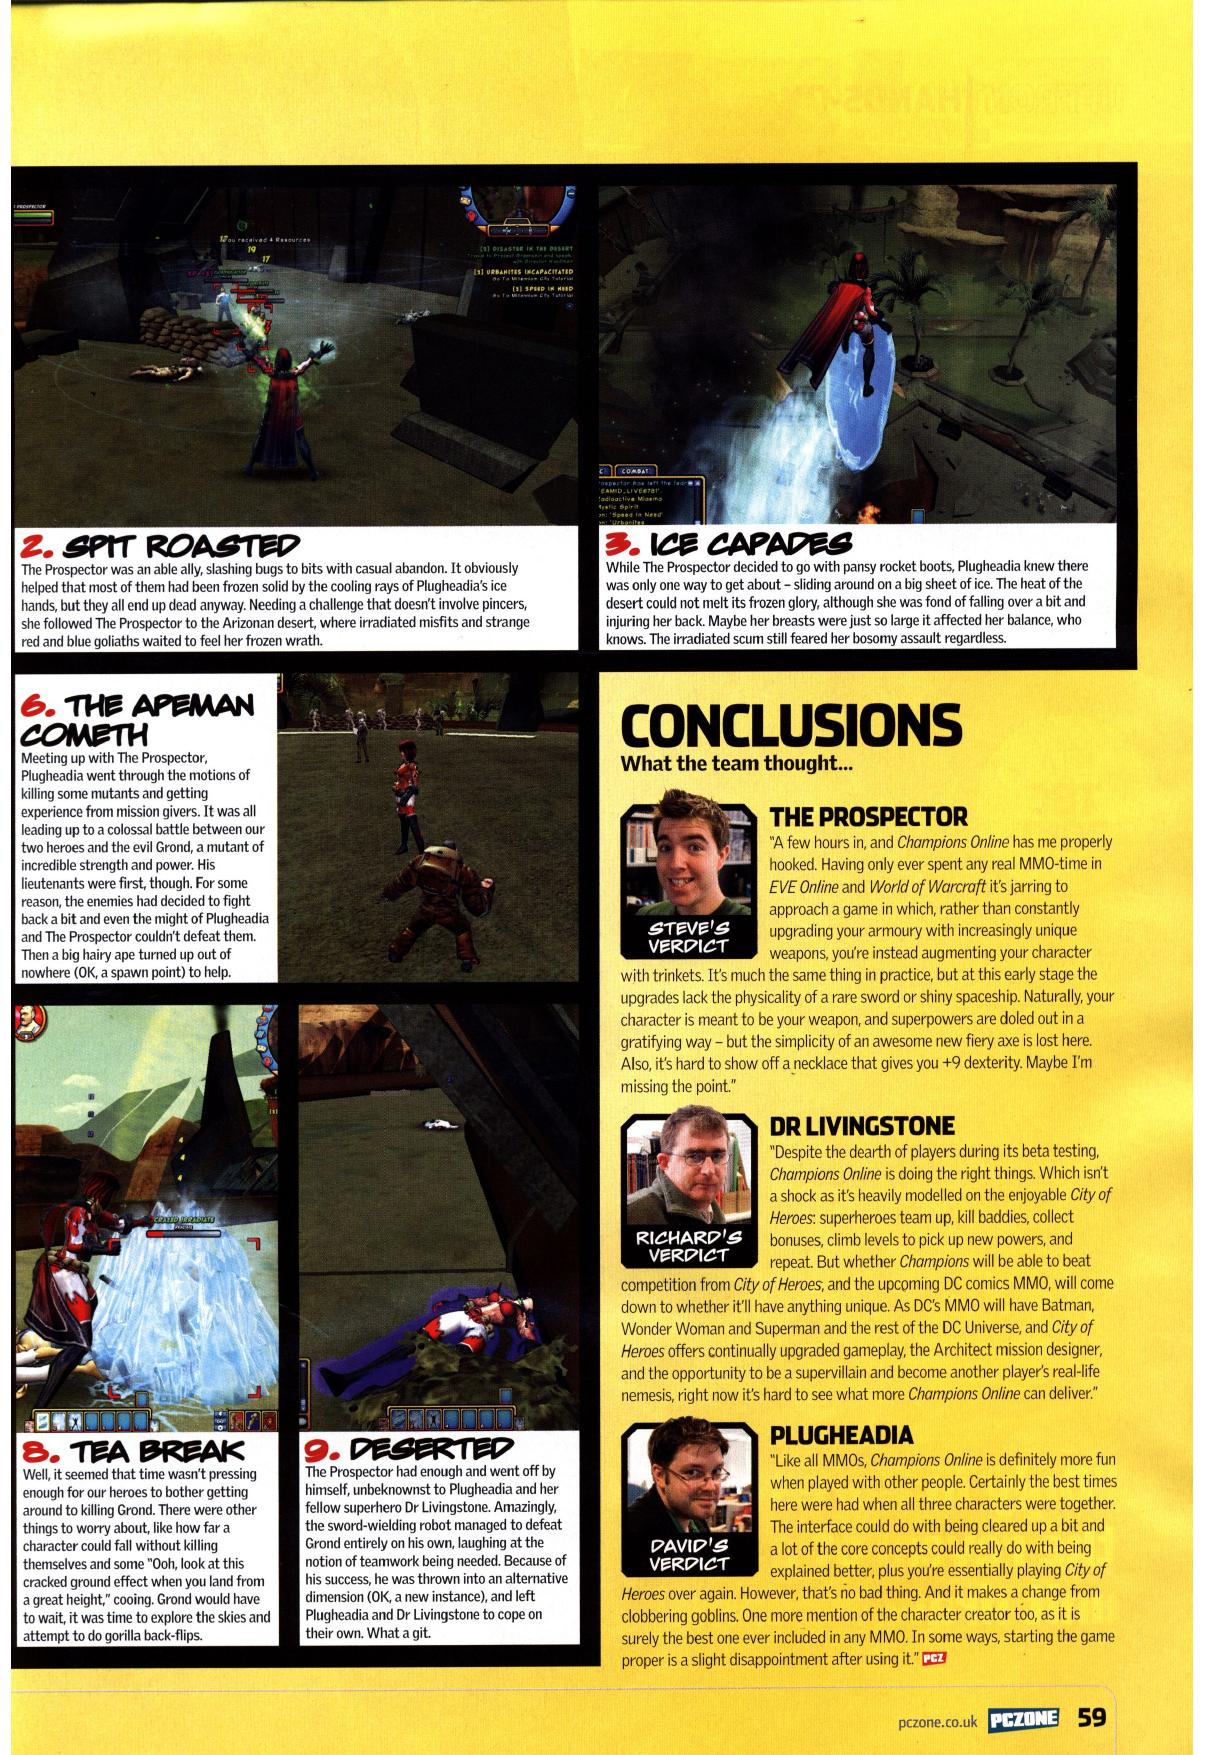 PROSPECTOR
You received 4 Resources
19
17
[2] DISASTER IN THE DESERT
[1] URBANITES INCAPACITATED
Go To Millennium City Tutorial
[2] SPEED IN NEED
Go To Millennium City Tutorial
2. SPIT ROASTED
The Prospector was an able ally, slashing bugs to bits with casual abandon. It obviously
helped that most of them had been frozen solid by the cooling rays of Plugheadia's ice
hands, but they all end up dead anyway. Needing a challenge that doesn't involve pincers,
she followed The Prospector to the Arizonan desert, where irradiated misfits and strange
red and blue goliaths waited to feel her frozen wrath.
COMBAT
3. ICE CAPADES
While The Prospector decided to go with pansy rocket boots, Plugheadia knew there
was only one way to get about – sliding around on a big sheet of ice. The heat of the
desert could not melt its frozen glory, although she was fond of falling over a bit and
injuring her back. Maybe her breasts were just so large it affected her balance, who
knows. The irradiated scum still feared her bosomy assault regardless.
6. THE APEMAN
COMETH
Meeting up with The Prospector,
Plugheadia went through the motions of
killing some mutants and getting
experience from mission givers. It was all
leading up to a colossal battle between our
two heroes and the evil Grond, a mutant of
incredible strength and power. His
lieutenants were first, though. For some
reason, the enemies had decided to fight
back a bit and even the might of Plugheadia
and The Prospector couldn't defeat them.
Then a big hairy ape turned up out of
nowhere (OK, a spawn point) to help.
8. TEA BREAK
Well, it seemed that time wasn't pressing
enough for our heroes to bother getting
around to killing Grond. There were other
things to worry about, like how far a
character could fall without killing
themselves and some "Ooh, look at this
cracked ground effect when you land from
a great height," cooing. Grond would have
to wait, it was time to explore the skies and
attempt to do gorilla back-flips.
9. DESERTED
The Prospector had enough and went off by
himself, unbeknownst to Plugheadia and her
fellow superhero Dr Livingstone. Amazingly,
the sword-wielding robot managed to defeat
Grond entirely on his own, laughing at the
notion of teamwork being needed. Because of
his success, he was thrown into an alternative
dimension (OK, a new instance), and left
Plugheadia and Dr Livingstone to cope on
their own. What a git.
CONCLUSIONS
What the team thought...
STEVE'S
VERDICT
THE PROSPECTOR
"A few hours in, and Champions Online has me properly
hooked. Having only ever spent any real MMO-time in
EVE Online and World of Warcraft it's jarring to
approach a game in which, rather than constantly
upgrading your armoury with increasingly unique
weapons, you're instead augmenting your character
with trinkets. It's much the same thing in practice, but at this early stage the
upgrades lack the physicality of a rare sword or shiny spaceship. Naturally, your
character is meant to be your weapon, and superpowers are doled out in a
gratifying way – but the simplicity of an awesome new fiery axe is lost here.
Also, it's hard to show off a necklace that gives you +9 dexterity. Maybe I'm
missing the point."
RICHARD'S
VERDICT
DR LIVINGSTONE
"Despite the dearth of players during its beta testing,
Champions Online is doing the right things. Which isn't
a shock as it's heavily modelled on the enjoyable City of
Heroes: superheroes team up, kill baddies, collect
bonuses, climb levels to pick up new powers, and
repeat. But whether Champions will be able to beat
competition from City of Heroes, and the upcoming DC comics MMO, will come
down to whether it'll have anything unique. As DC's MMO will have Batman,
Wonder Woman and Superman and the rest of the DC Universe, and City of
Heroes offers continually upgraded gameplay, the Architect mission designer,
and the opportunity to be a supervillain and become another player's real-life
nemesis, right now it's hard to see what more Champions Online can deliver."
DAVID'S
VERDICT
PLUGHEADIA
"Like all MMOs, Champions Online is definitely more fun
when played with other people. Certainly the best times
here were had when all three characters were together.
The interface could do with being cleared up a bit and
a lot of the core concepts could really do with being
explained better, plus you're essentially playing City of
Heroes over again. However, that's no bad thing. And it makes a change from
clobbering goblins. One more mention of the character creator too, as it is
surely the best one ever included in any MMO. In some ways, starting the game
proper is a slight disappointment after using it." PCZ
pczone.co.uk PCZONE 59